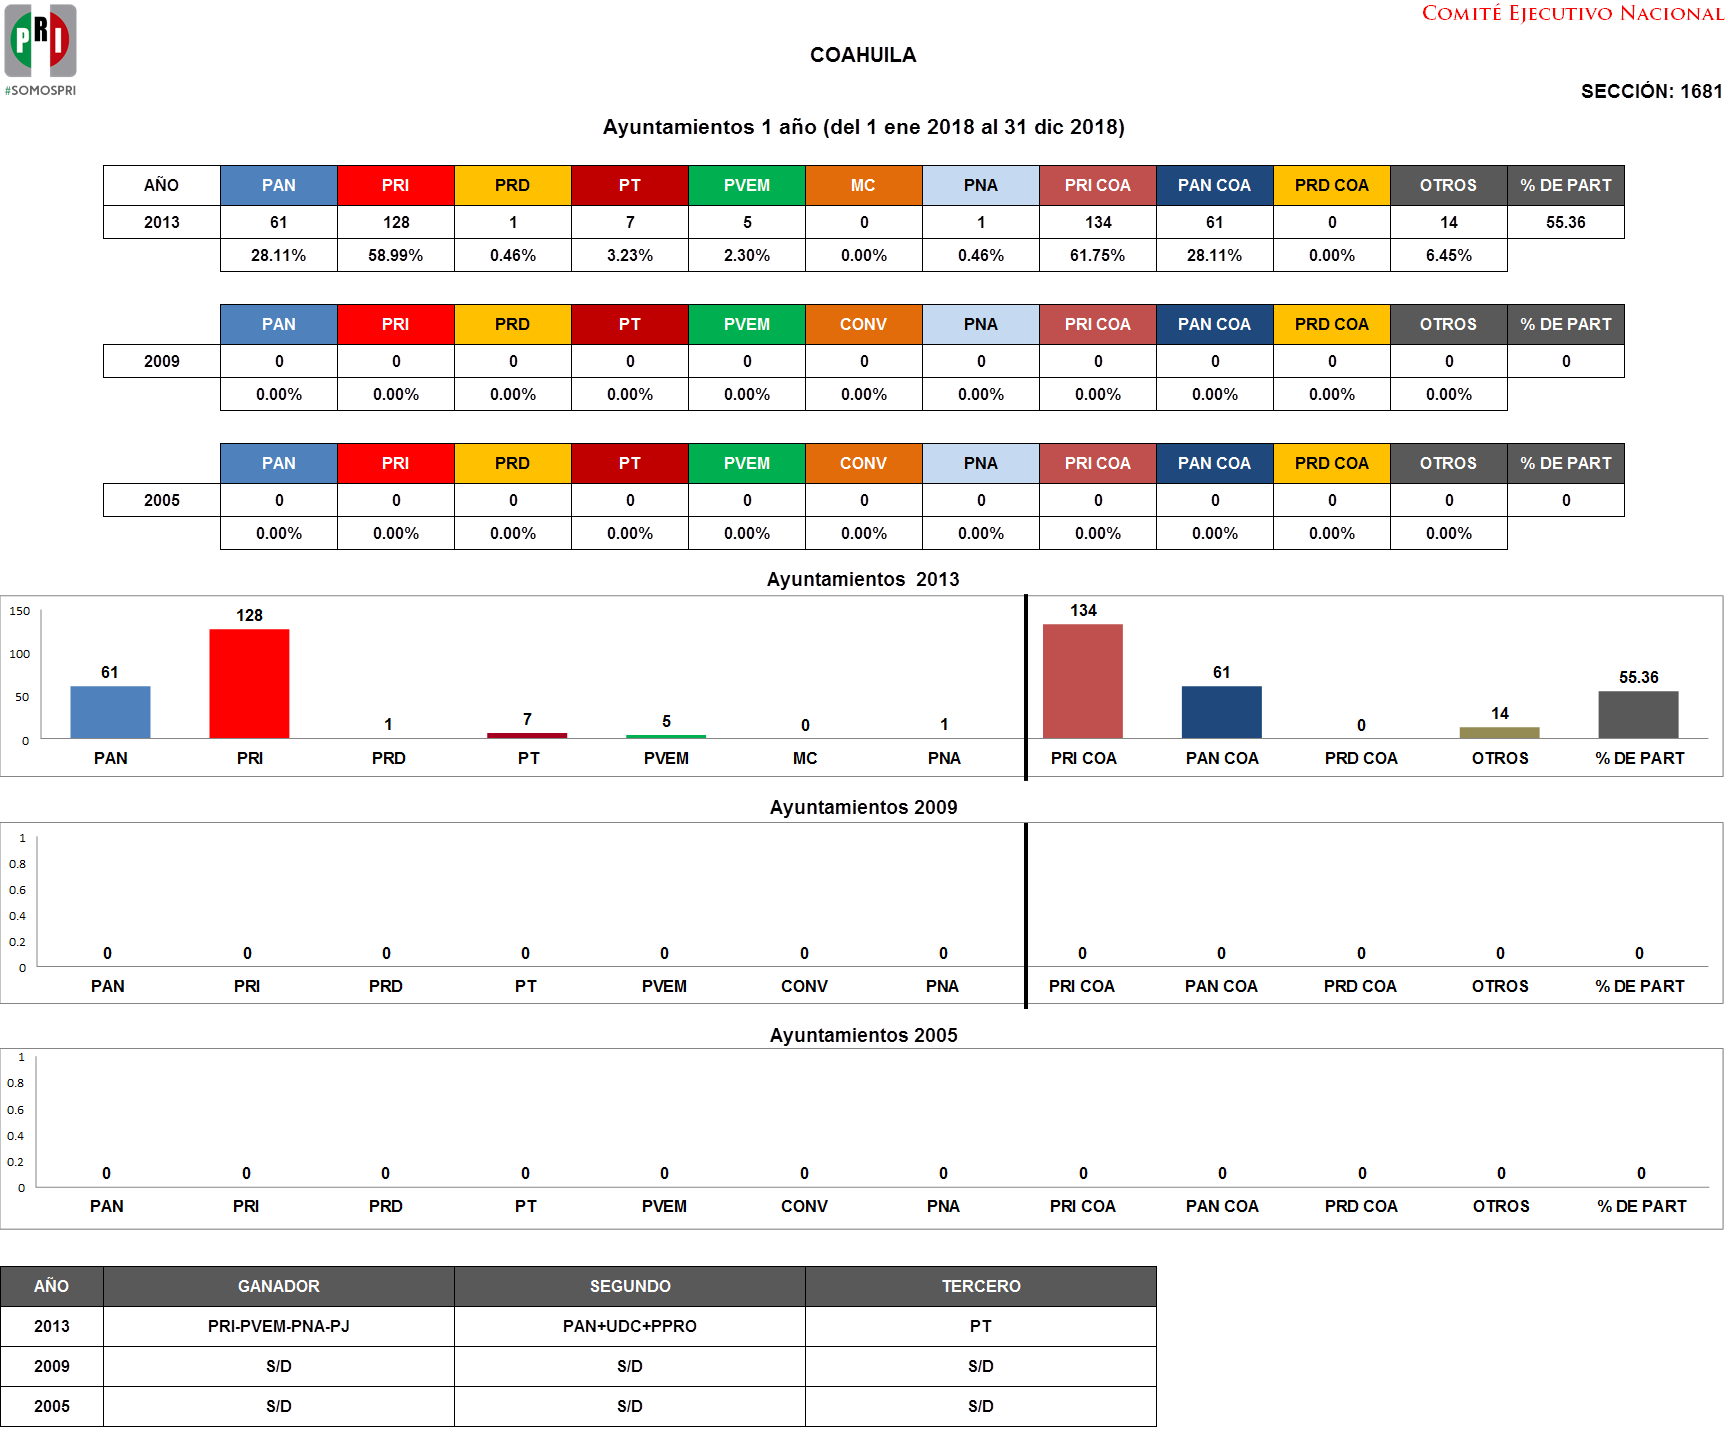 PRI
#SOMOSPRI
COMITÉ EJECUTIVO NACIONAL
COAHUILA
SECCIÓN: 1681
Ayuntamientos 1 año (del 1 ene 2018 al 31 dic 2018)
AÑO PAN PRI PRD PT PVEM MC PNA PRI COA PAN COA PRD COA OTROS % DE PART
2013 61 128 1 7 5 0 1 134 61 0 14 55.36
28.11% 58.99% 0.46% 3.23% 2.30% 0.00% 0.46% 61.75% 28.11% 0.00% 6.45%
PAN PRI PRD PT PVEM CONV PNA PRI COA PAN COA PRD COA OTROS % DE PART
2009 0 0 0 0 0 0 0 0 0 0 0 0
0.00% 0.00% 0.00% 0.00% 0.00% 0.00% 0.00% 0.00% 0.00% 0.00% 0.00%
PAN PRI PRD PT PVEM CONV PNA PRI COA PAN COA PRD COA OTROS % DE PART
2005 0 0 0 0 0 0 0 0 0 0 0 0
0.00% 0.00% 0.00% 0.00% 0.00% 0.00% 0.00% 0.00% 0.00% 0.00% 0.00%
Ayuntamientos 2013
150
100
50
0
61 128 1 7 5 0 1 134 61 0 14 55.36
PAN PRI PRD PT PVEM MC PNA PRI COA PAN COA PRD COA OTROS % DE PART
Ayuntamientos 2009
1
0.8
0.6
0.4
0.2
0
0 0 0 0 0 0 0 0 0 0 0 0
PAN PRI PRD PT PVEM CONV PNA PRI COA PAN COA PRD COA OTROS % DE PART
Ayuntamientos 2005
1
0.8
0.6
0.4
0.2
0
0 0 0 0 0 0 0 0 0 0 0 0
PAN PRI PRD PT PVEM CONV PNA PRI COA PAN COA PRD COA OTROS % DE PART
AÑO GANADOR SEGUNDO TERCERO
2013 PRI-PVEM-PNA-PJ PAN+UDC+PPRO PT
2009 S/D S/D S/D
2005 S/D S/D S/D